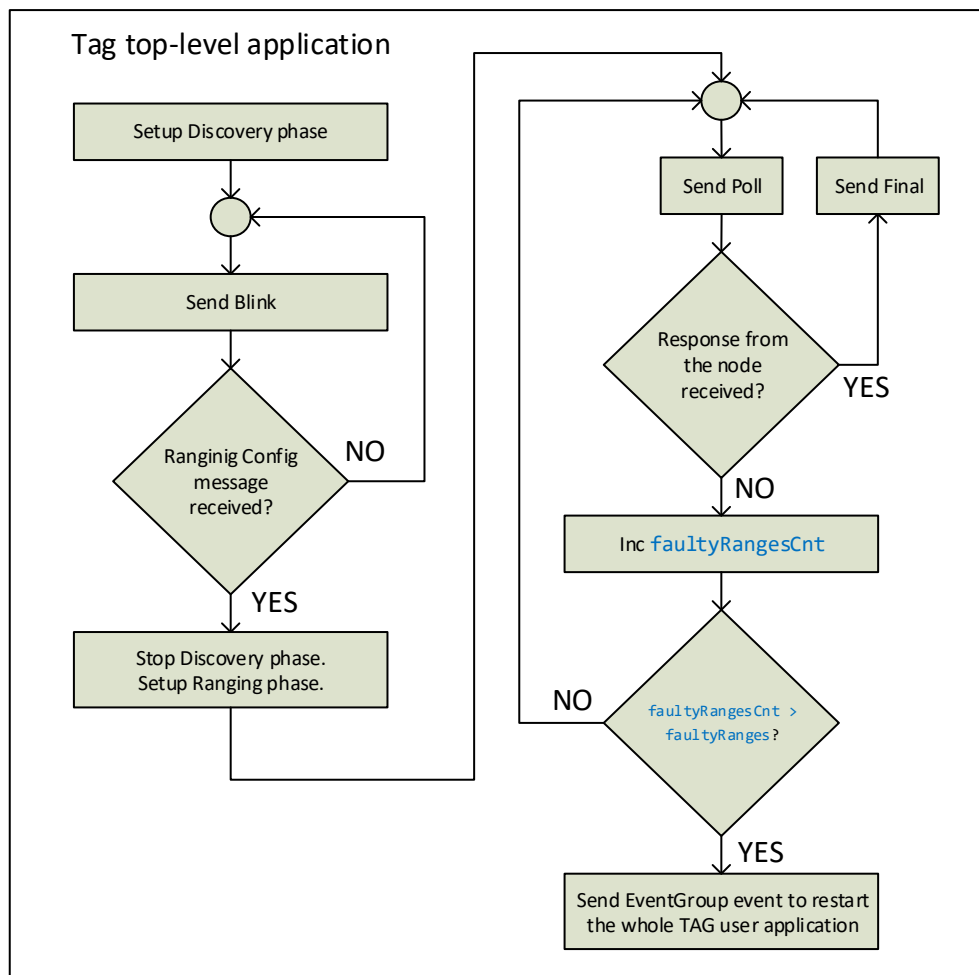 Tag top-level application
Setup Discovery phase
Send Blink
Ranginig Config
message
received?
NO
YES
Stop Discovery phase.
Setup Ranging phase.
Send Poll
Send Final
Response from
the node
received?
YES
NO
Inc faultyRangesCnt
faultyRangesCnt >
faultyRanges?
NO
YES
Send EventGroup event to restart
the whole TAG user application